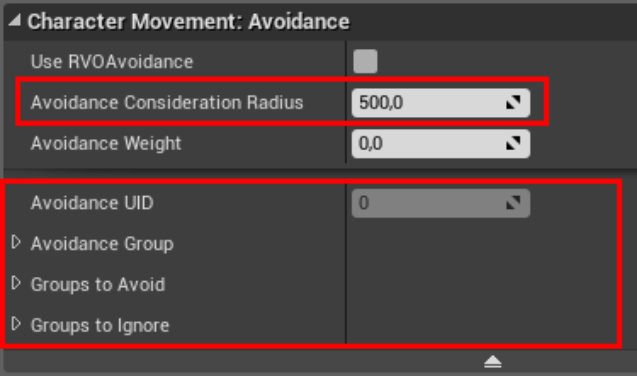 Character Movement: Avoidance
Use RVOAvoidance
Avoidance Consideration Radius 500,0
Avoidance Weight 0,0
Avoidance UID 0
Avoidance Group
Groups to Avoid
Groups to Ignore